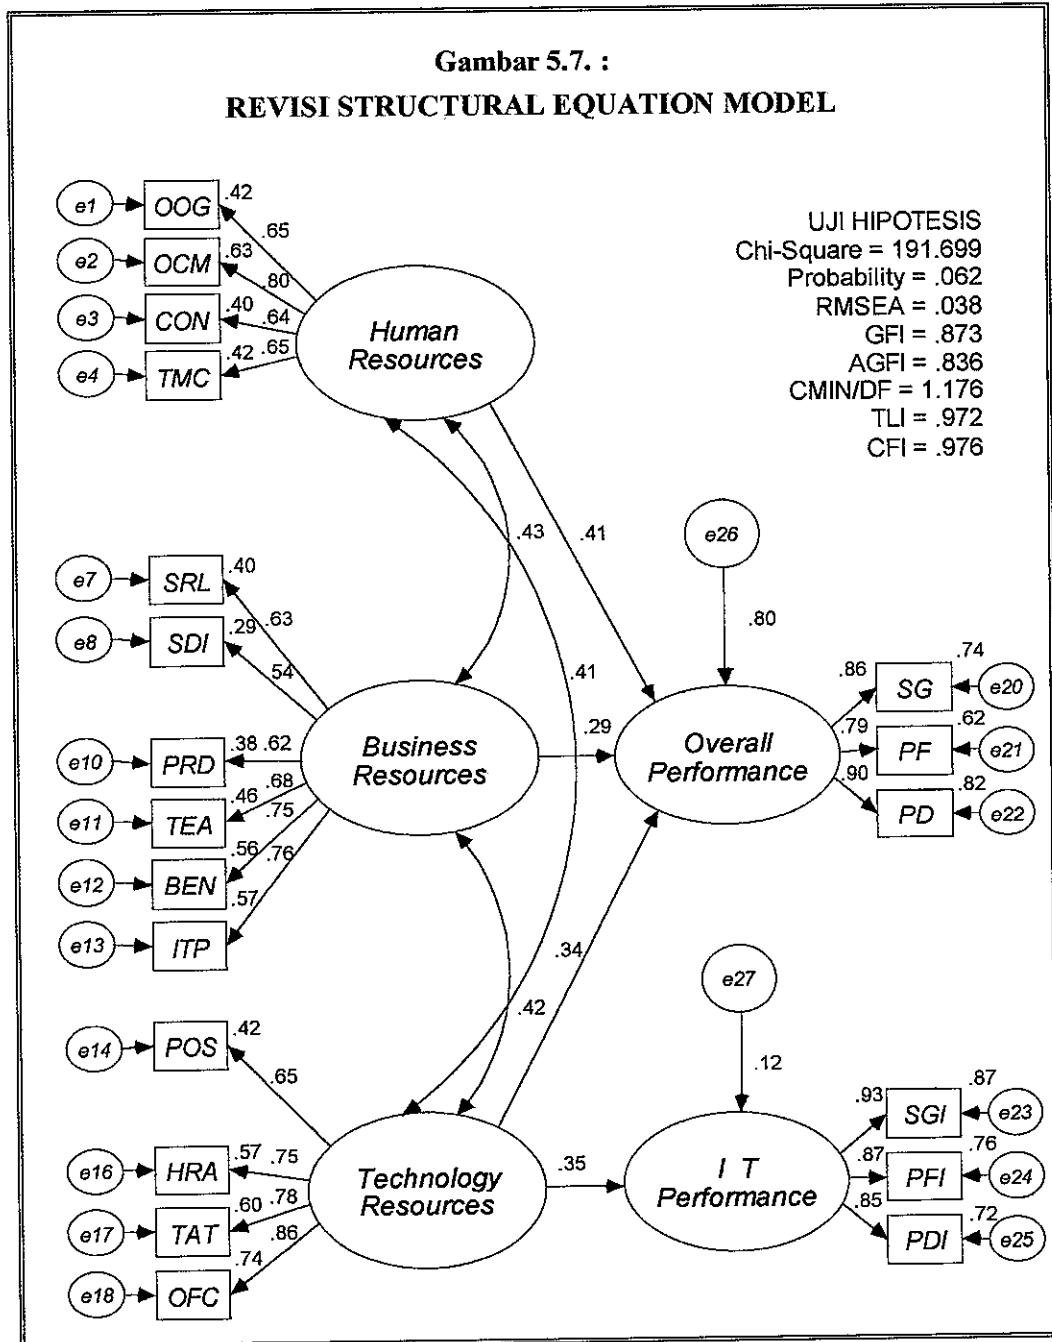 Gambar 5.7. :
REVISI STRUCTURAL EQUATION MODEL
UJI HIPOTESIS
Chi-Square = 191.699
Probability = .062
RMSEA = .038
GFI = .873
AGFI = .836
CMIN/DF = 1.176
TLI = .972
CFI = .976
e1 OOG .42
.65
e2 OCM .63
.80
e3 CON .40 .64
e4 TMC .42 .65
Human
Resources
.43
.41
e26
.80
e7 SRL .40
.63
e8 SDI .29
.54
.41
.29
Business
Resources
Overall
Performance
.86 SG .74 e20
.79 PF .62 e21
.90 PD .82 e22
e10 PRD .38 .62
e11 TEA .46 .68
e12 BEN .56 .75
e13 ITP .57 .76
.34
.42
e27
.12
e14 POS .42
.65
e16 HRA .57 .75
e17 TAT .60 .78
e18 OFC .74 .86
Technology
Resources
.35
I T
Performance
.93 SGI .87 e23
.87 PFI .76 e24
.85 PDI .72 e25